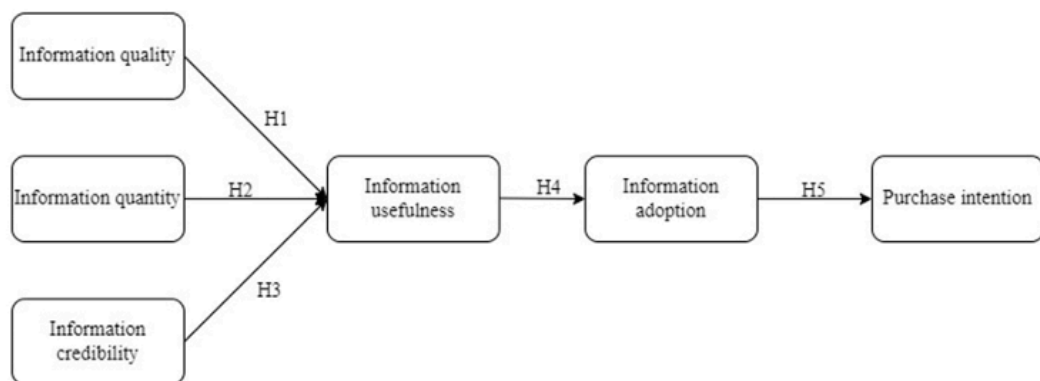 Information quality
H1
Information quantity
H2
Information
usefulness
H4
Information
adoption
H5
Purchase intention
H3
Information
credibility